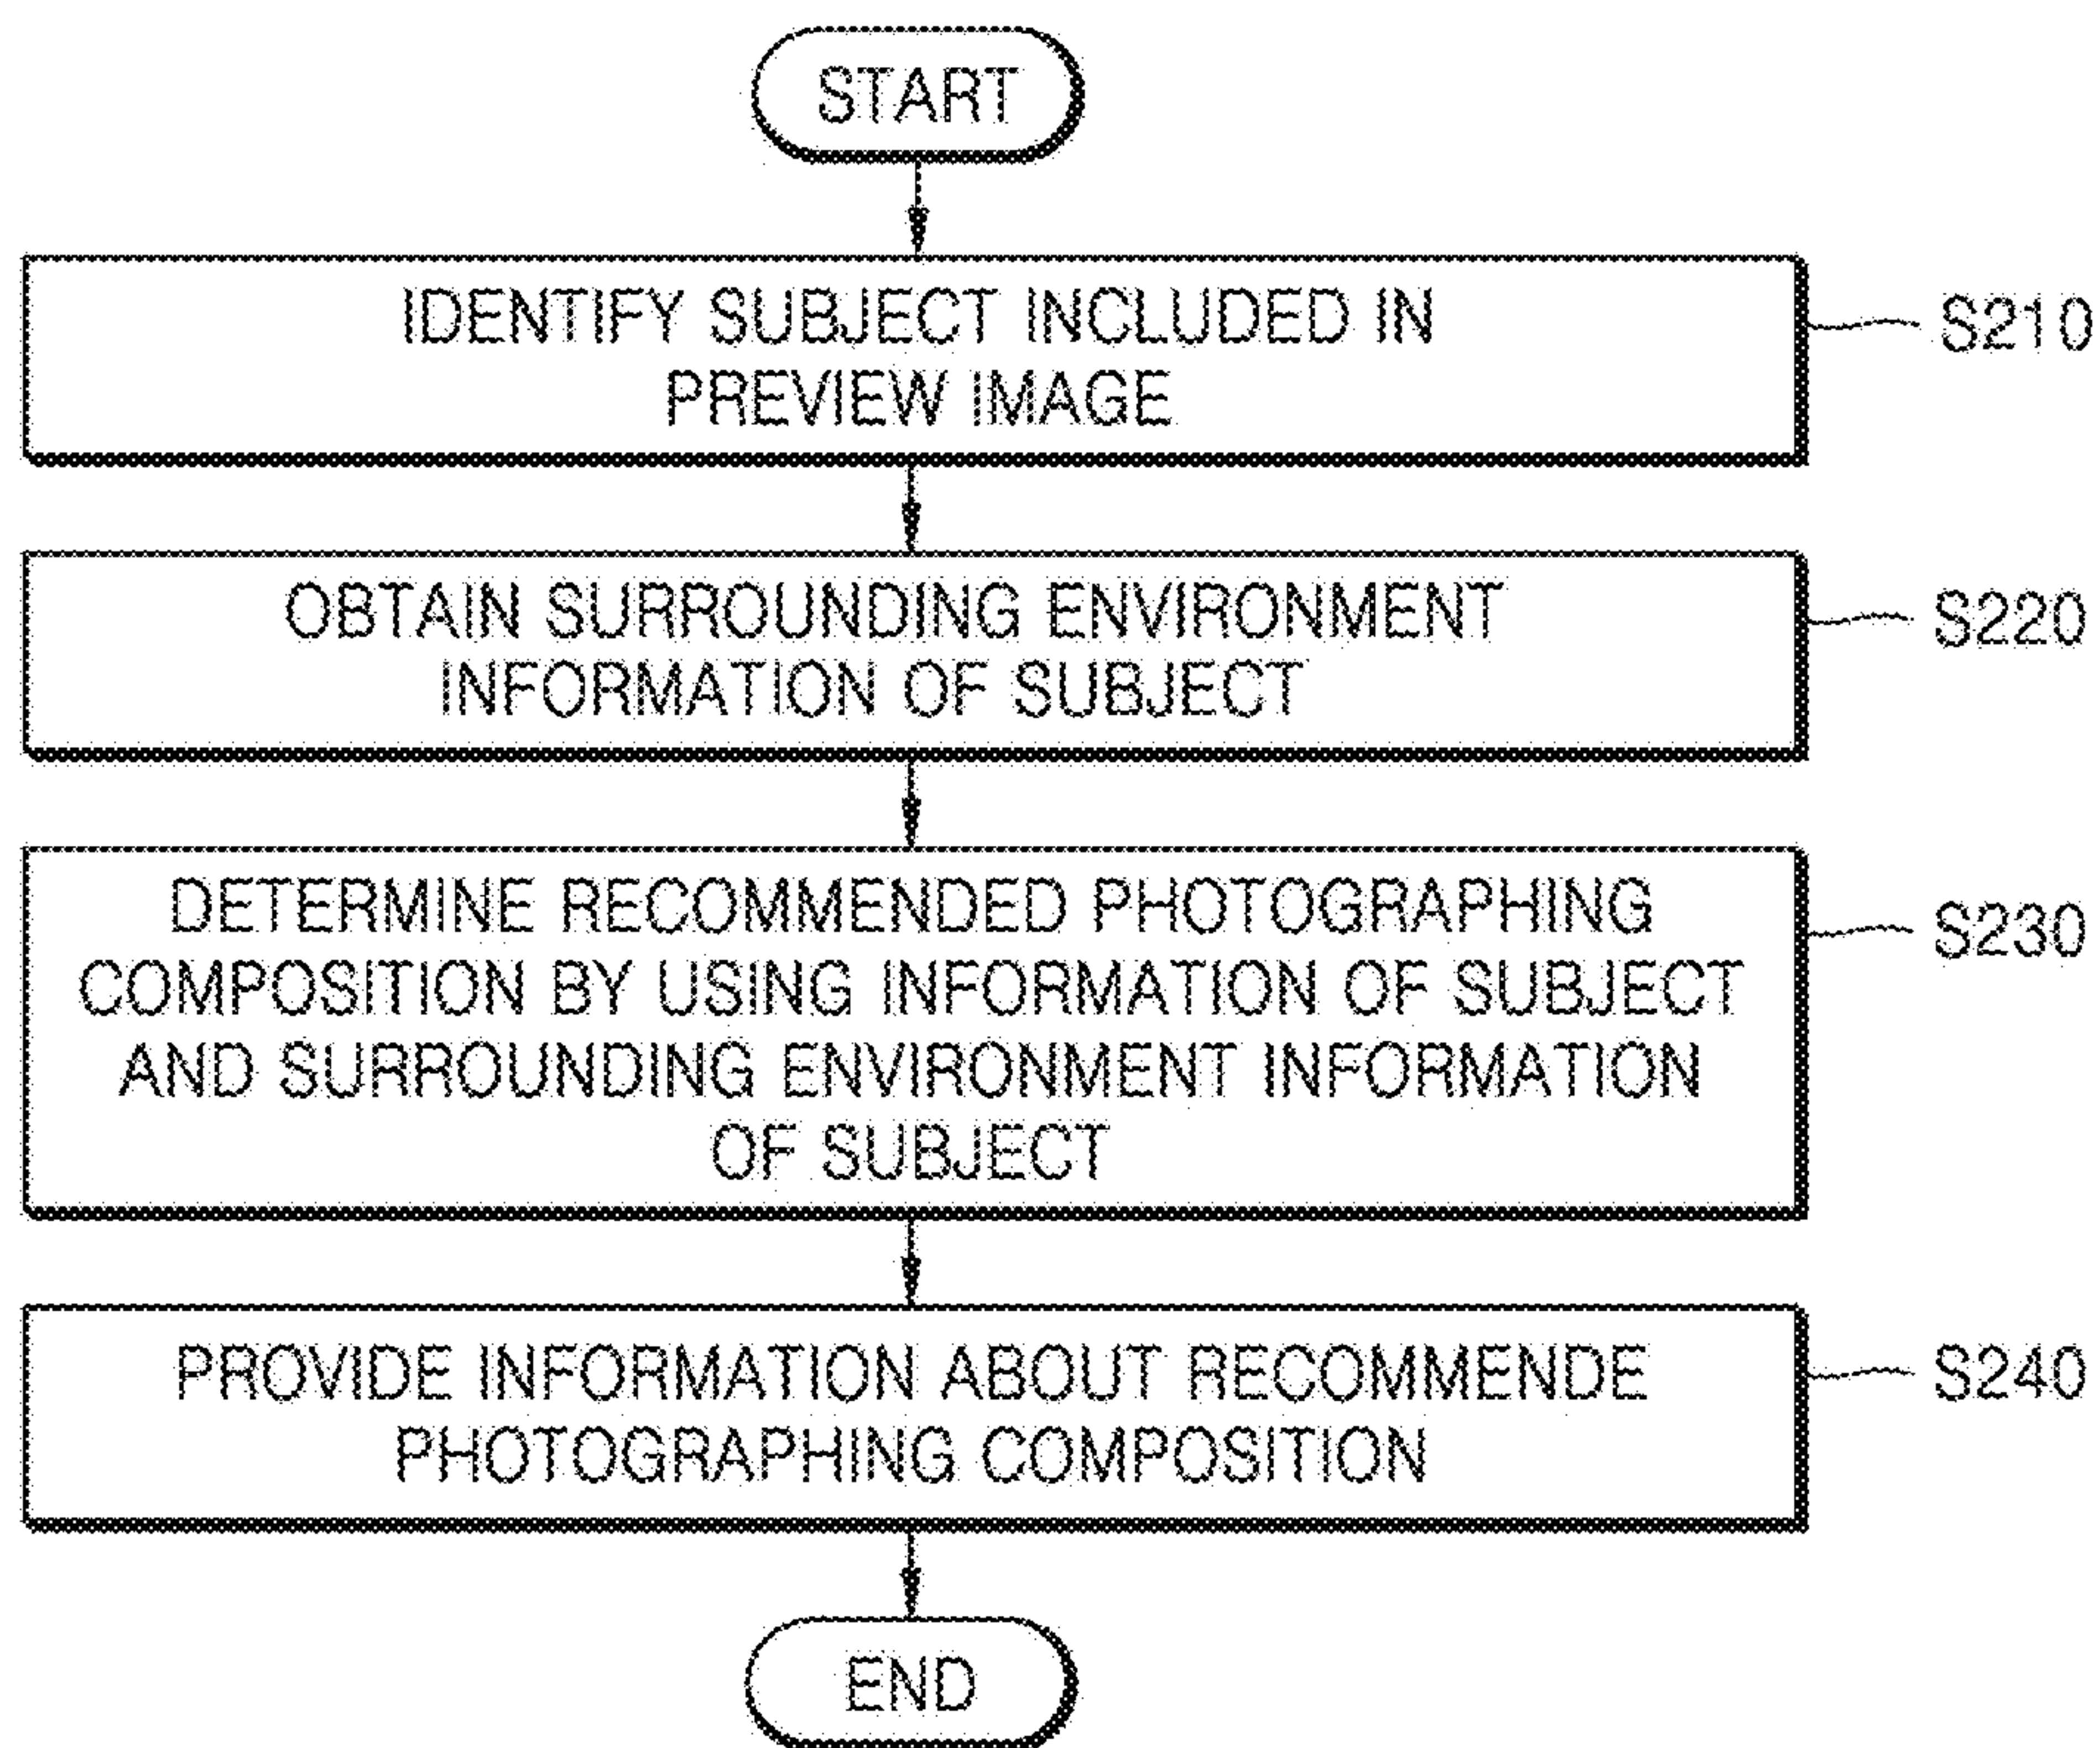 START
IDENTIFY SUBJECT INCLUDED IN
PREVIEW IMAGE
S210
OBTAIN SURROUNDING ENVIRONMENT
INFORMATION OF SUBJECT
S220
DETERMINE RECOMMENDED PHOTOGRAPHING
COMPOSITION BY USING INFORMATION OF SUBJECT
AND SURROUNDING ENVIRONMENT INFORMATION
OF SUBJECT
S230
PROVIDE INFORMATION ABOUT RECOMMENDE
PHOTOGRAPHING COMPOSITION
S240
END